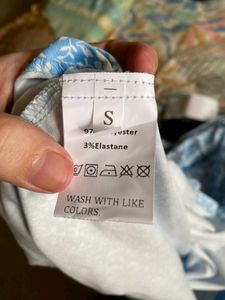 S
3%Elastane
WASH WITH LIKE
COLORS.